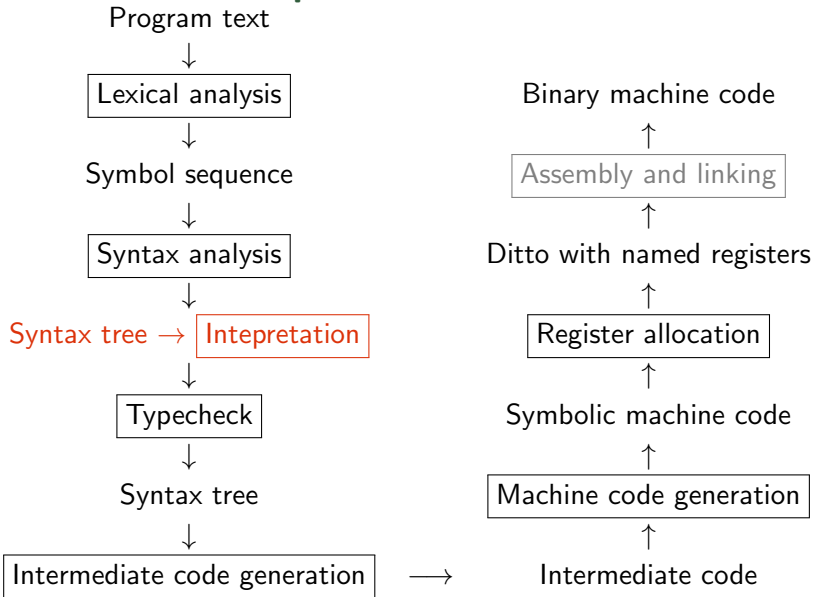 Program text
↓
Lexical analysis
↓
Symbol sequence
↓
Syntax analysis
↓
Syntax tree → Intepretation
↓
Typecheck
↓
Syntax tree
↓
Intermediate code generation
→
Binary machine code
↑
Assembly and linking
↑
Ditto with named registers
↑
Register allocation
↑
Symbolic machine code
↑
Machine code generation
↑
Intermediate code